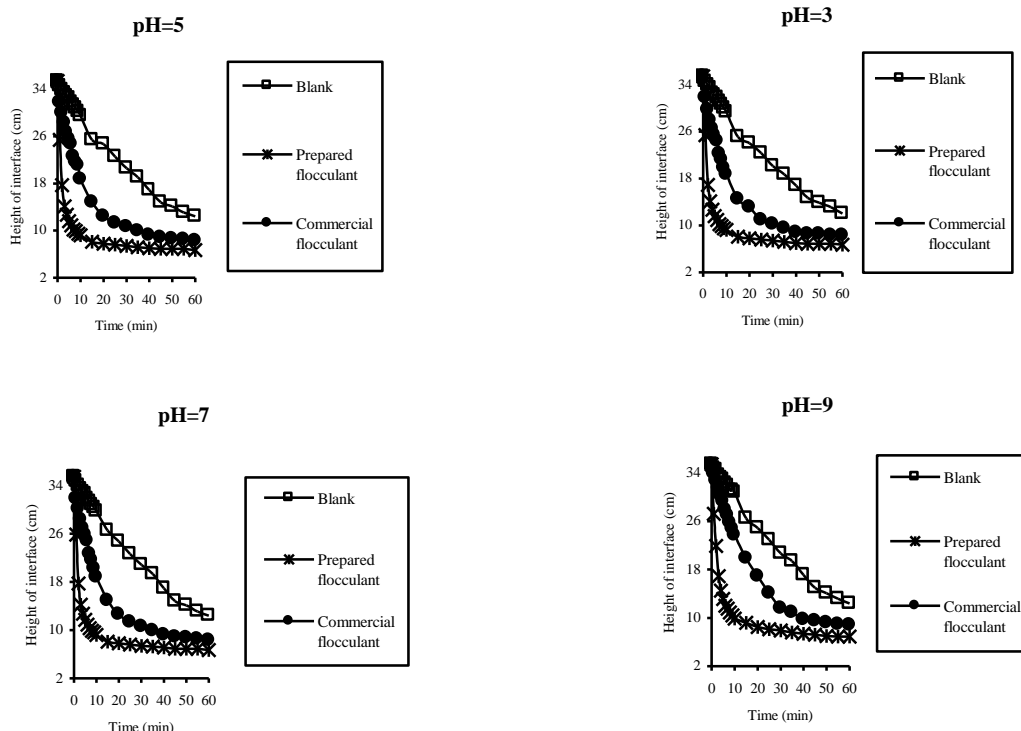 pH=5
Height of interface (cm)
34
26
18
10
2
0 10 20 30 40 50 60
Time (min)
Blank
Prepared
flocculant
Commercial
flocculant
pH=3
Height of interface (cm)
34
26
18
10
2
0 10 20 30 40 50 60
Time (min)
Blank
Prepared
flocculant
Commercial
flocculant
pH=7
Height of interface (cm)
34
26
18
10
2
0 10 20 30 40 50 60
Time (min)
Blank
Prepared
flocculant
Commercial
flocculant
pH=9
Height of interface (cm)
34
26
18
10
2
0 10 20 30 40 50 60
Time (min)
Blank
Prepared
flocculant
Commercial
flocculant